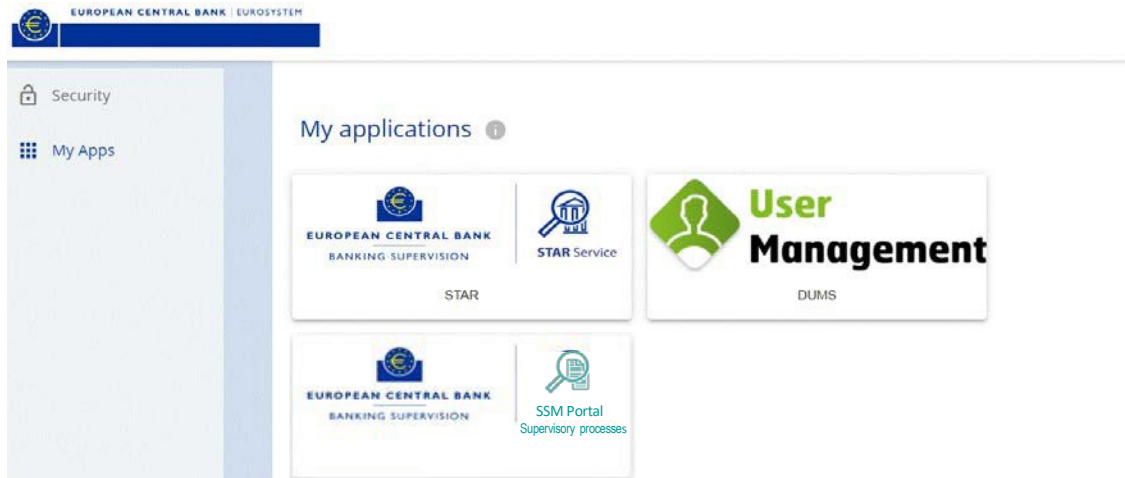 EUROPEAN CENTRAL BANK | EUROSYSTEM
Security
My Apps
My applications
EUROPEAN CENTRAL BANK
BANKING SUPERVISION
STAR Service
STAR
User
Management
DUMS
EUROPEAN CENTRAL BANK
BANKING SUPERVISION
SSM Portal
Supervisory processes